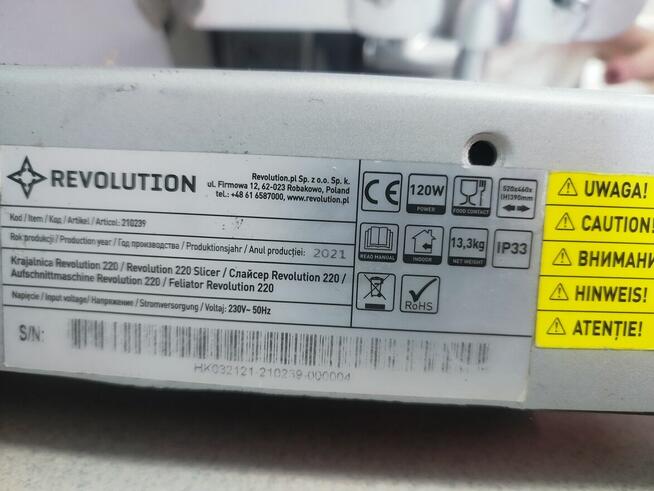 REVOLUTION
Revolution.pl Sp. z o.o. Sp. k.
ul. Firmowa 12, 62-023 Robakowo, Poland
tel.: +48 61 6587000, www.revolution.pl
Kod / Item / Код / Artikel / Articol: 210239
Rok produkcji / Production year / Год производства / Produktionsjahr / Anul producției: 2021
Krajalnica Revolution 220 / Revolution 220 Slicer / Слайсер Revolution 220 /
Aufschnittmaschine Revolution 220 / Feliator Revolution 220
Napięcie / Input voltage/ Напряжение / Stromversorgung / Voltaj: 230V~ 50Hz
S/N:
HK032121-210239-000004
CE
120W
POWER
FOOD CONTACT
520x460x
(H)390mm
READ MANUAL
INDOOR
13,3kg
NET WEIGHT
IP33
RoHS
UWAGA!
CAUTION!
ВНИМАНИ
HINWEIS!
ATENȚIE!